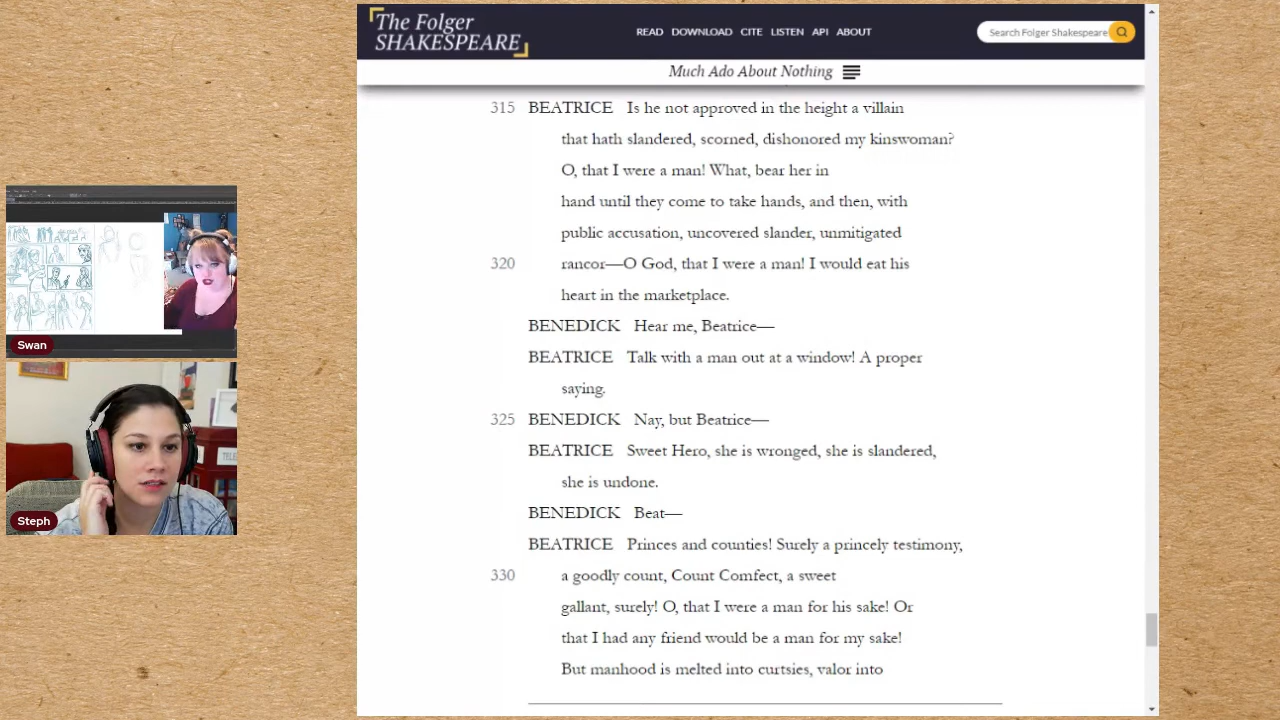 The Folger
SHAKESPEARE
READ DOWNLOAD CITE LISTEN API ABOUT
Search Folger Shakespeare
Much Ado About Nothing
315 BEATRICE Is he not approved in the height a villain
that hath slandered, scorned, dishonored my kinswoman?
O, that I were a man! What, bear her in
hand until they come to take hands, and then, with
public accusation, uncovered slander, unmitigated
320 rancor—O God, that I were a man! I would eat his
heart in the marketplace.
BENEDICK Hear me, Beatrice—
BEATRICE Talk with a man out at a window! A proper
saying.
325 BENEDICK Nay, but Beatrice—
BEATRICE Sweet Hero, she is wronged, she is slandered,
she is undone.
BENEDICK Beat—
BEATRICE Princes and counties! Surely a princely testimony,
330 a goodly count, Count Comfect, a sweet
gallant, surely! O, that I were a man for his sake! Or
that I had any friend would be a man for my sake!
But manhood is melted into curtsies, valor into
Swan
Steph